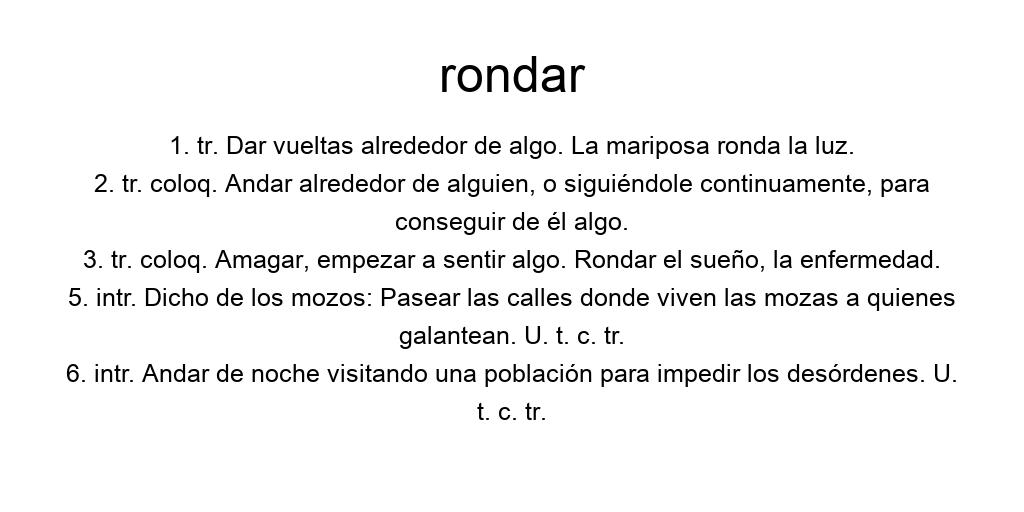 rondar
1. tr. Dar vueltas alrededor de algo. La mariposa ronda la luz.
2. tr. coloq. Andar alrededor de alguien, o siguiéndole continuamente, para
conseguir de él algo.
3. tr. coloq. Amagar, empezar a sentir algo. Rondar el sueño, la enfermedad.
5. intr. Dicho de los mozos: Pasear las calles donde viven las mozas a quienes
galantean. U. t. c. tr.
6. intr. Andar de noche visitando una población para impedir los desórdenes. U.
t. c. tr.